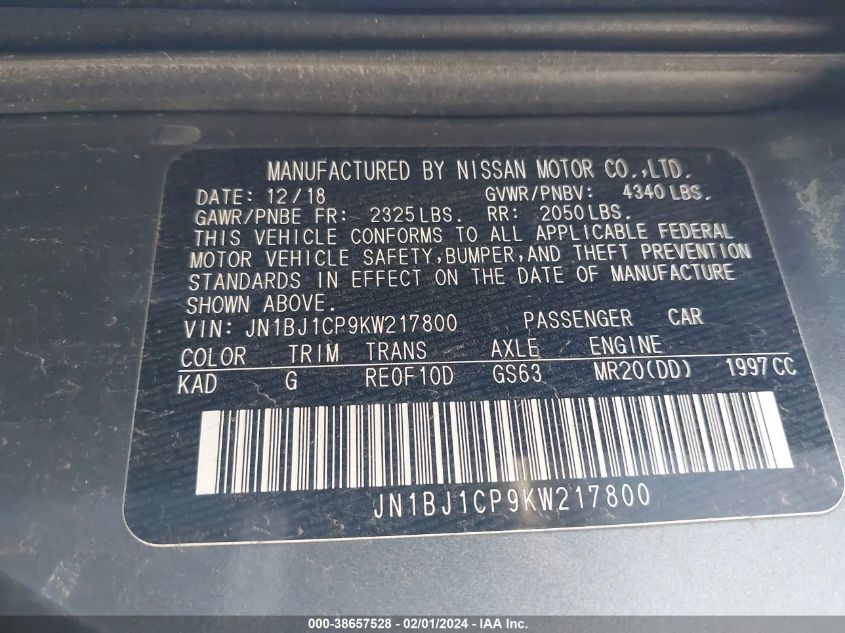 MANUFACTURED BY NISSAN MOTOR CO.,LTD.
DATE: 12/18 GVWR/PNBV: 4340 LBS.
GAWR/PNBE FR: 2325 LBS. RR: 2050 LBS.
THIS VEHICLE CONFORMS TO ALL APPLICABLE FEDERAL
MOTOR VEHICLE SAFETY,BUMPER,AND THEFT PREVENTION
STANDARDS IN EFFECT ON THE DATE OF MANUFACTURE
SHOWN ABOVE.
VIN: JN1BJ1CP9KW217800 PASSENGER CAR
COLOR TRIM TRANS AXLE ENGINE
KAD G RE0F10D GS63 MR20(DD) 1997CC
JN1BJ1CP9KW217800
000-38657528 - 02/01/2024 - IAA Inc.